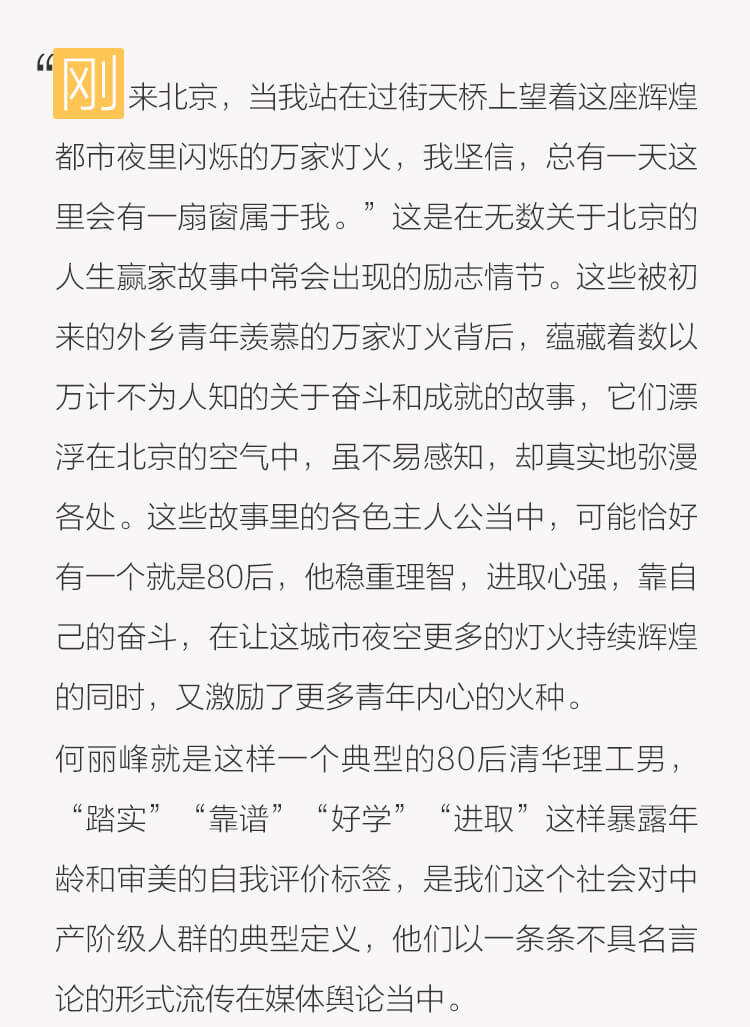 “刚来北京，当我站在过街天桥上望着这座辉煌
都市夜里闪烁的万家灯火，我坚信，总有一天这
里会有一扇窗属于我。”这是在无数关于北京的
人生赢家故事中常会出现的励志情节。这些被初
来的外乡青年羡慕的万家灯火背后，蕴藏着数以
万计不为人知的关于奋斗和成就的故事，它们漂
浮在北京的空气中，虽不易感知，却真实地弥漫
各处。这些故事里的各色主人公当中，可能恰好
有一个就是80后，他稳重理智，进取心强，靠自
己的奋斗，在让这城市夜空更多的灯火持续辉煌
的同时，又激励了更多青年内心的火种。
何丽峰就是这样一个典型的80后清华理工男，
“踏实”“靠谱”“好学”“进取”这样暴露年
龄和审美的自我评价标签，是我们这个社会对中
产阶级人群的典型定义，他们以一条条不具名言
论的形式流传在媒体舆论当中。